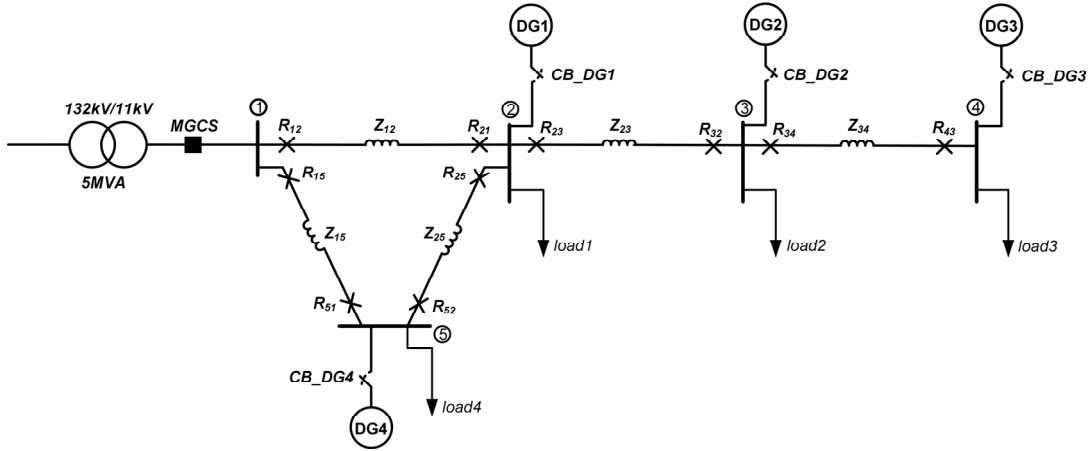 DG1
DG2
DG3
CB_DG1
CB_DG2
CB_DG3
132kV/11kV
MGCS
5MVA
1
R12
Z12
R21
2
R23
Z23
R32
3
R34
Z34
R43
4
R15
R25
Z15
Z25
load1
load2
load3
R51
R52
5
CB_DG4
load4
DG4